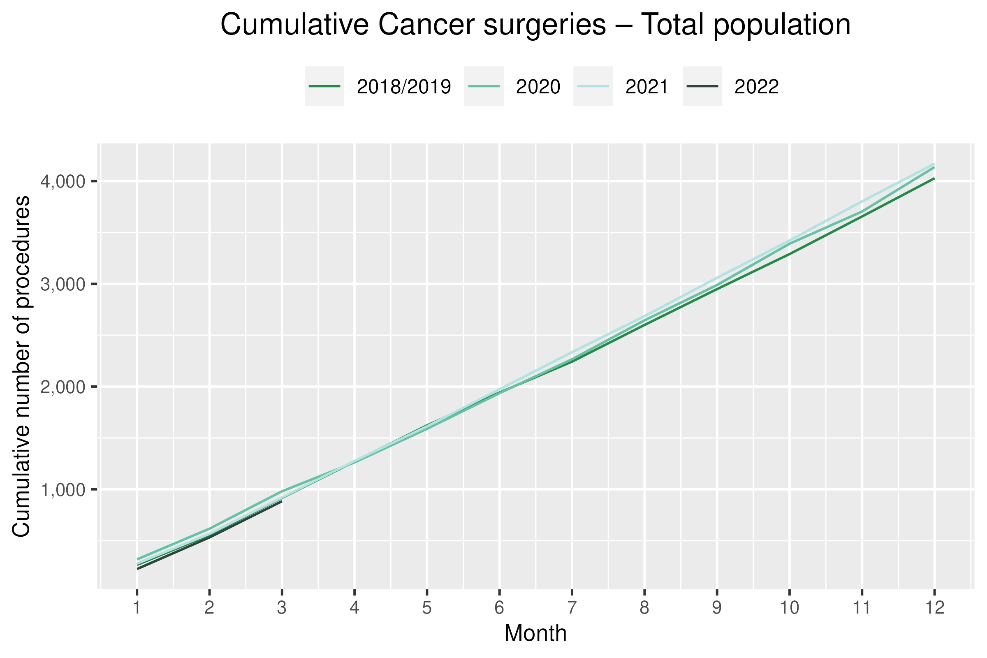 Cumulative Cancer surgeries – Total population
2018/2019 2020 2021 2022
Cumulative number of procedures
4,000
3,000
2,000
1,000
1 2 3 4 5 6 7 8 9 10 11 12
Month